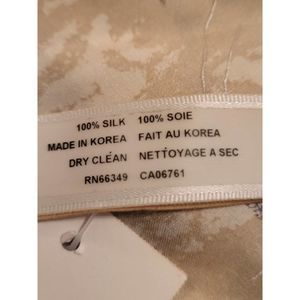 100% SILK 100% SOIE
MADE IN KOREA FAIT AU KOREA
DRY CLEAN NETTOYAGE A SEC
RN66349 CA06761